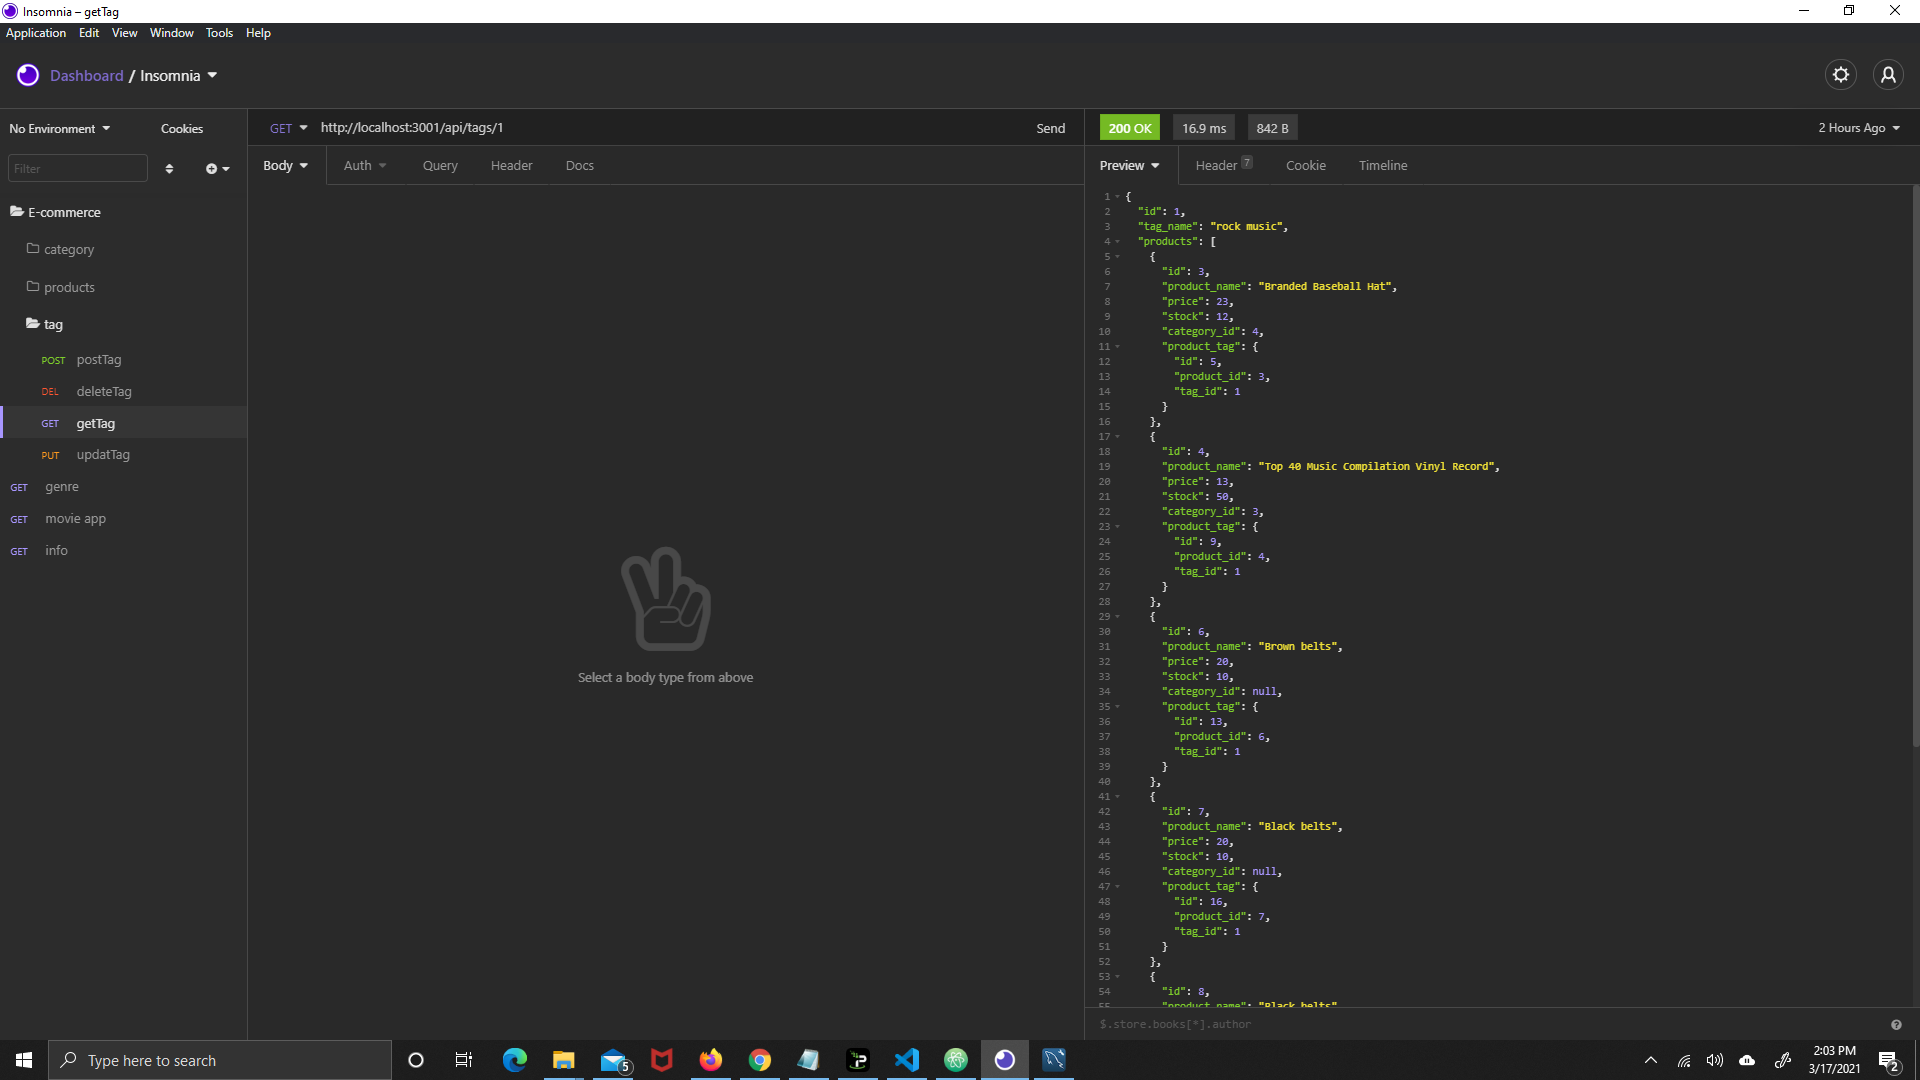 Insomnia – getTag
Application Edit View Window Tools Help
Dashboard / Insomnia
No Environment Cookies
GET http://localhost:3001/api/tags/1 Send
200 OK 16.9 ms 842 B 2 Hours Ago
Filter
Body Auth Query Header Docs
Preview Header 7 Cookie Timeline
E-commerce
category
products
tag
POST postTag
DEL deleteTag
GET getTag
PUT updatTag
GET genre
GET movie app
GET info
Select a body type from above
1 {
2 "id": 1,
3 "tag_name": "rock music",
4 "products": [
5 {
6 "id": 3,
7 "product_name": "Branded Baseball Hat",
8 "price": 23,
9 "stock": 12,
10 "category_id": 4,
11 "product_tag": {
12 "id": 5,
13 "product_id": 3,
14 "tag_id": 1
15 }
16 },
17 {
18 "id": 4,
19 "product_name": "Top 40 Music Compilation Vinyl Record",
20 "price": 13,
21 "stock": 50,
22 "category_id": 3,
23 "product_tag": {
24 "id": 9,
25 "product_id": 4,
26 "tag_id": 1
27 }
28 },
29 {
30 "id": 6,
31 "product_name": "Brown belts",
32 "price": 20,
33 "stock": 10,
34 "category_id": null,
35 "product_tag": {
36 "id": 13,
37 "product_id": 6,
38 "tag_id": 1
39 }
40 },
41 {
42 "id": 7,
43 "product_name": "Black belts",
44 "price": 20,
45 "stock": 10,
46 "category_id": null,
47 "product_tag": {
48 "id": 16,
49 "product_id": 7,
50 "tag_id": 1
51 }
52 },
53 {
54 "id": 8,
55 "product_name": "Black belts"
$.store.books[*].author
Type here to search
5
2:03 PM
3/17/2021
2